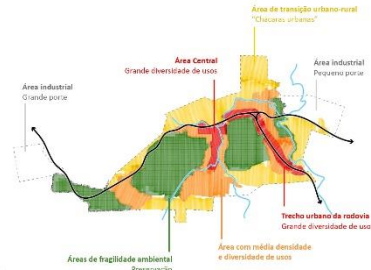 Área de transição urbano-rural
"Chácaras urbanas"
Área Central
Grande diversidade de usos
Área industrial
Pequeno porte
Área industrial
Grande porte
Trecho urbano da rodovia
Grande diversidade de uso
Áreas de fragilidade ambiental
Preservação
Área com média densidade
e diversidade de usos